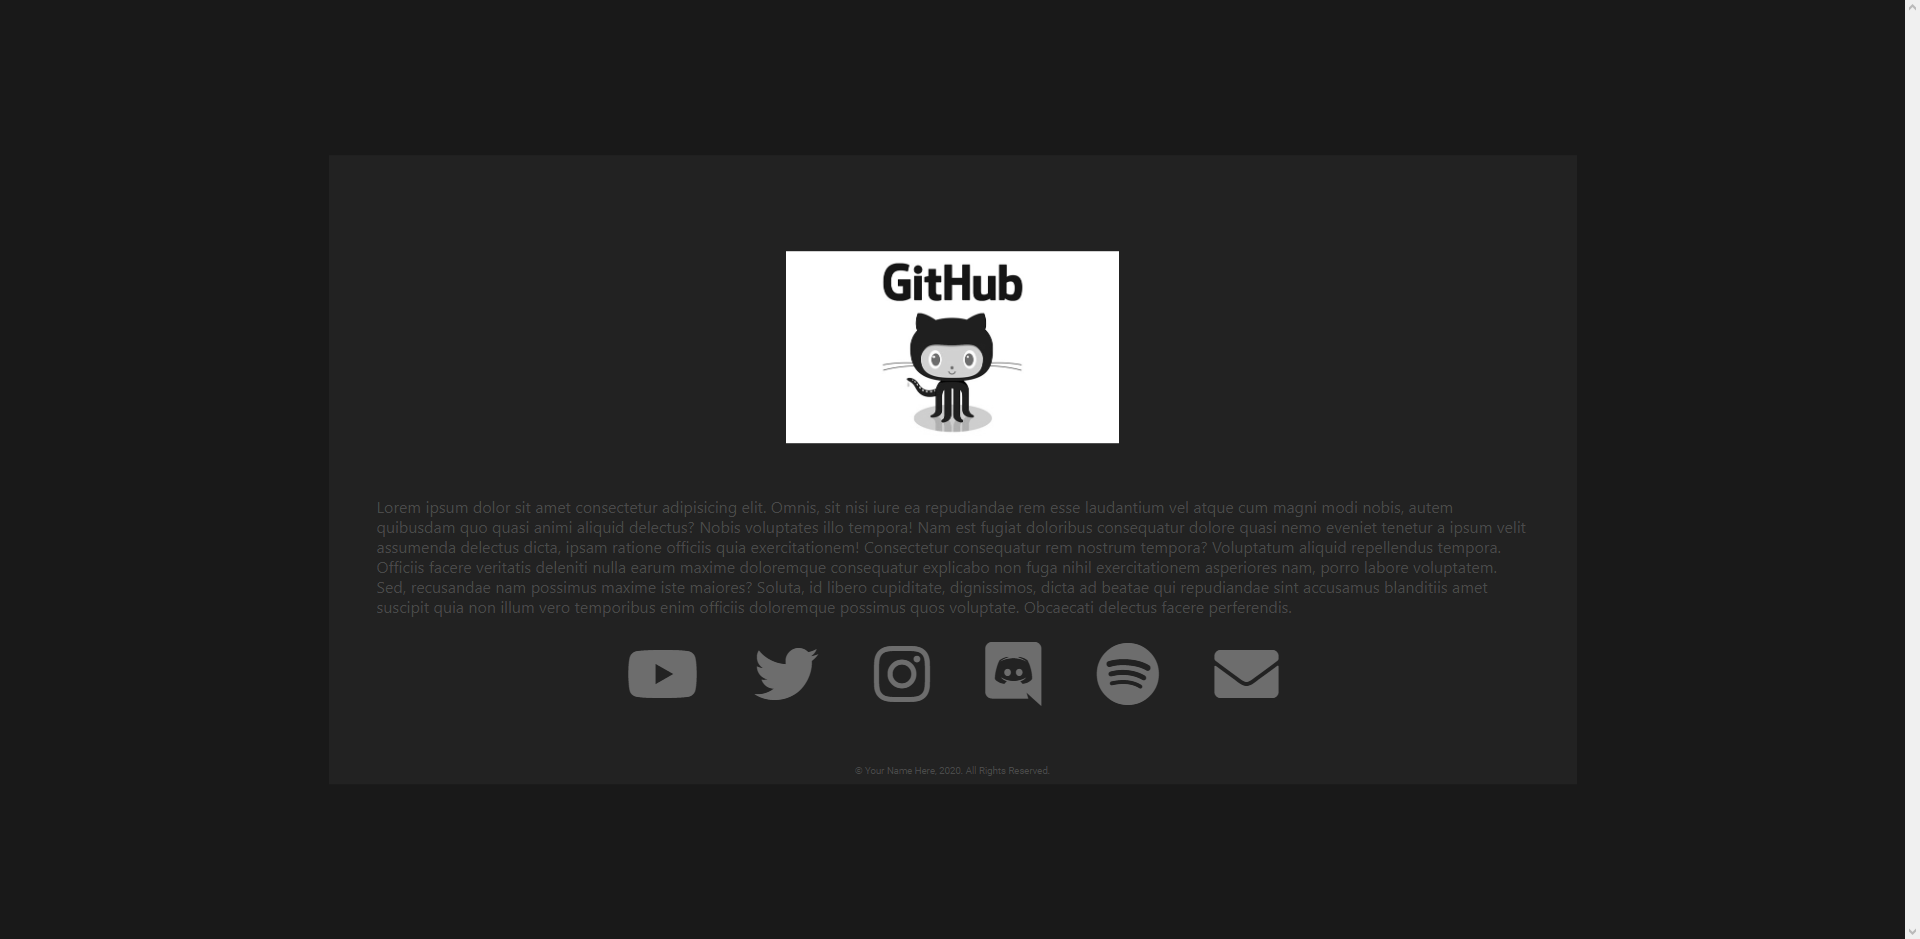 GitHub
Lorem ipsum dolor sit amet consectetur adipisicing elit. Omnis, sit nisi iure ea repudiandae rem esse laudantium vel atque cum magni modi nobis, autem
quibusdam quo quasi animi aliquid delectus? Nobis voluptates illo tempora! Nam est fugiat doloribus consequatur dolore quasi nemo eveniet tenetur a ipsum velit
assumenda delectus dicta, ipsam ratione officiis quia exercitationem! Consectetur consequatur rem nostrum tempora? Voluptatum aliquid repellendus tempora.
Officiis facere veritatis deleniti nulla earum maxime doloremque consequatur explicabo non fuga nihil exercitationem asperiores nam, porro labore voluptatem.
Sed, recusandae nam possimus maxime iste maiores? Soluta, id libero cupiditate, dignissimos, dicta ad beatae qui repudiandae sint accusamus blanditiis amet
suscipit quia non illum vero temporibus enim officiis doloremque possimus quos voluptate. Obcaecati delectus facere perferendis.
© Your Name Here, 2020. All Rights Reserved.